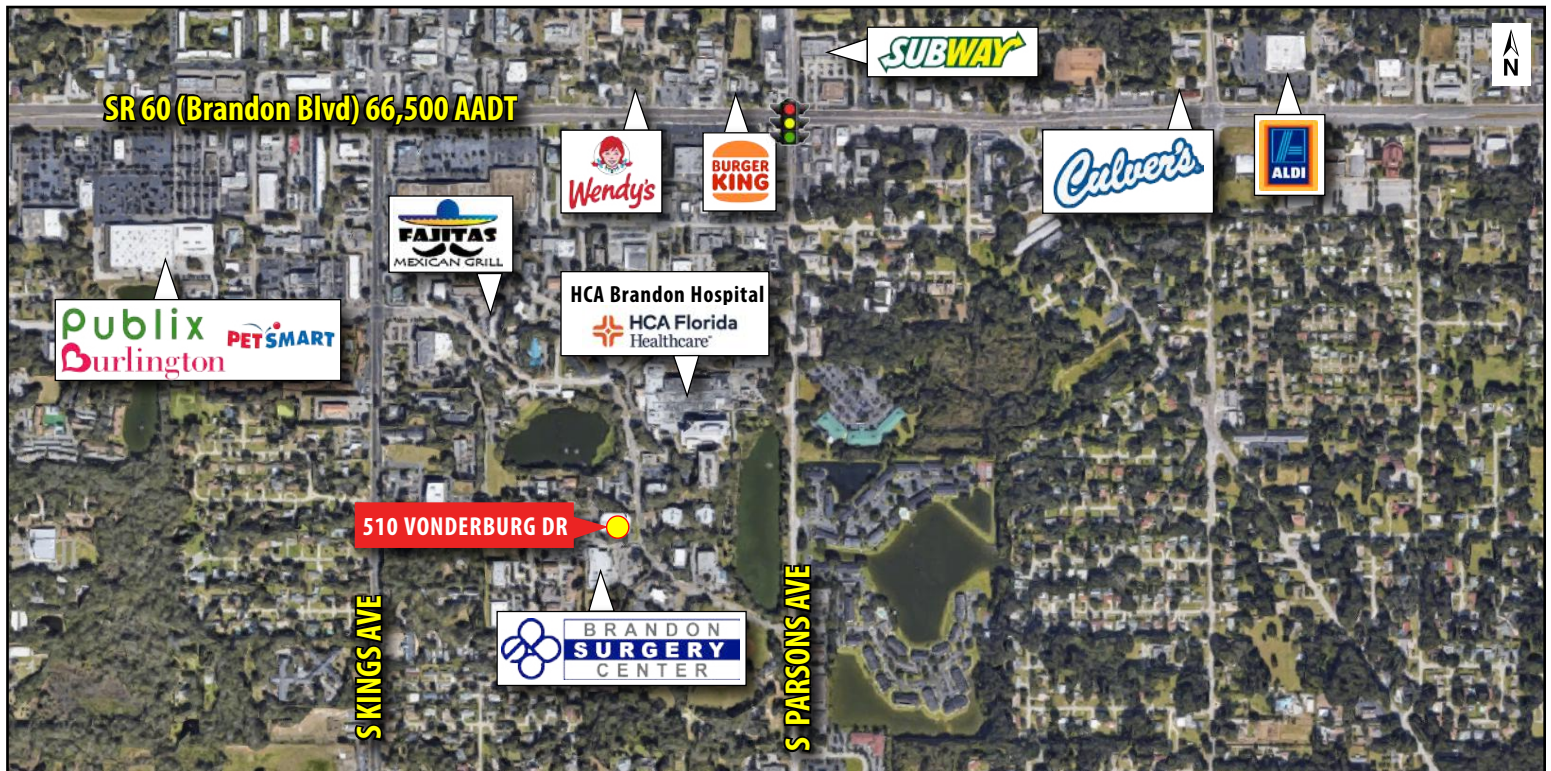 SUBWAY
N
SR 60 (Brandon Blvd) 66,500 AADT
Wendy's
BURGER
KING
Culver's
ALDI
FAJITAS
MEXICAN GRILL
HCA Brandon Hospital
HCA Florida
Healthcare
Publix
PETSMART
Burlington
510 VONDERBURG DR
S KINGS AVE
S PARSONS AVE
BRANDON
SURGERY
CENTER